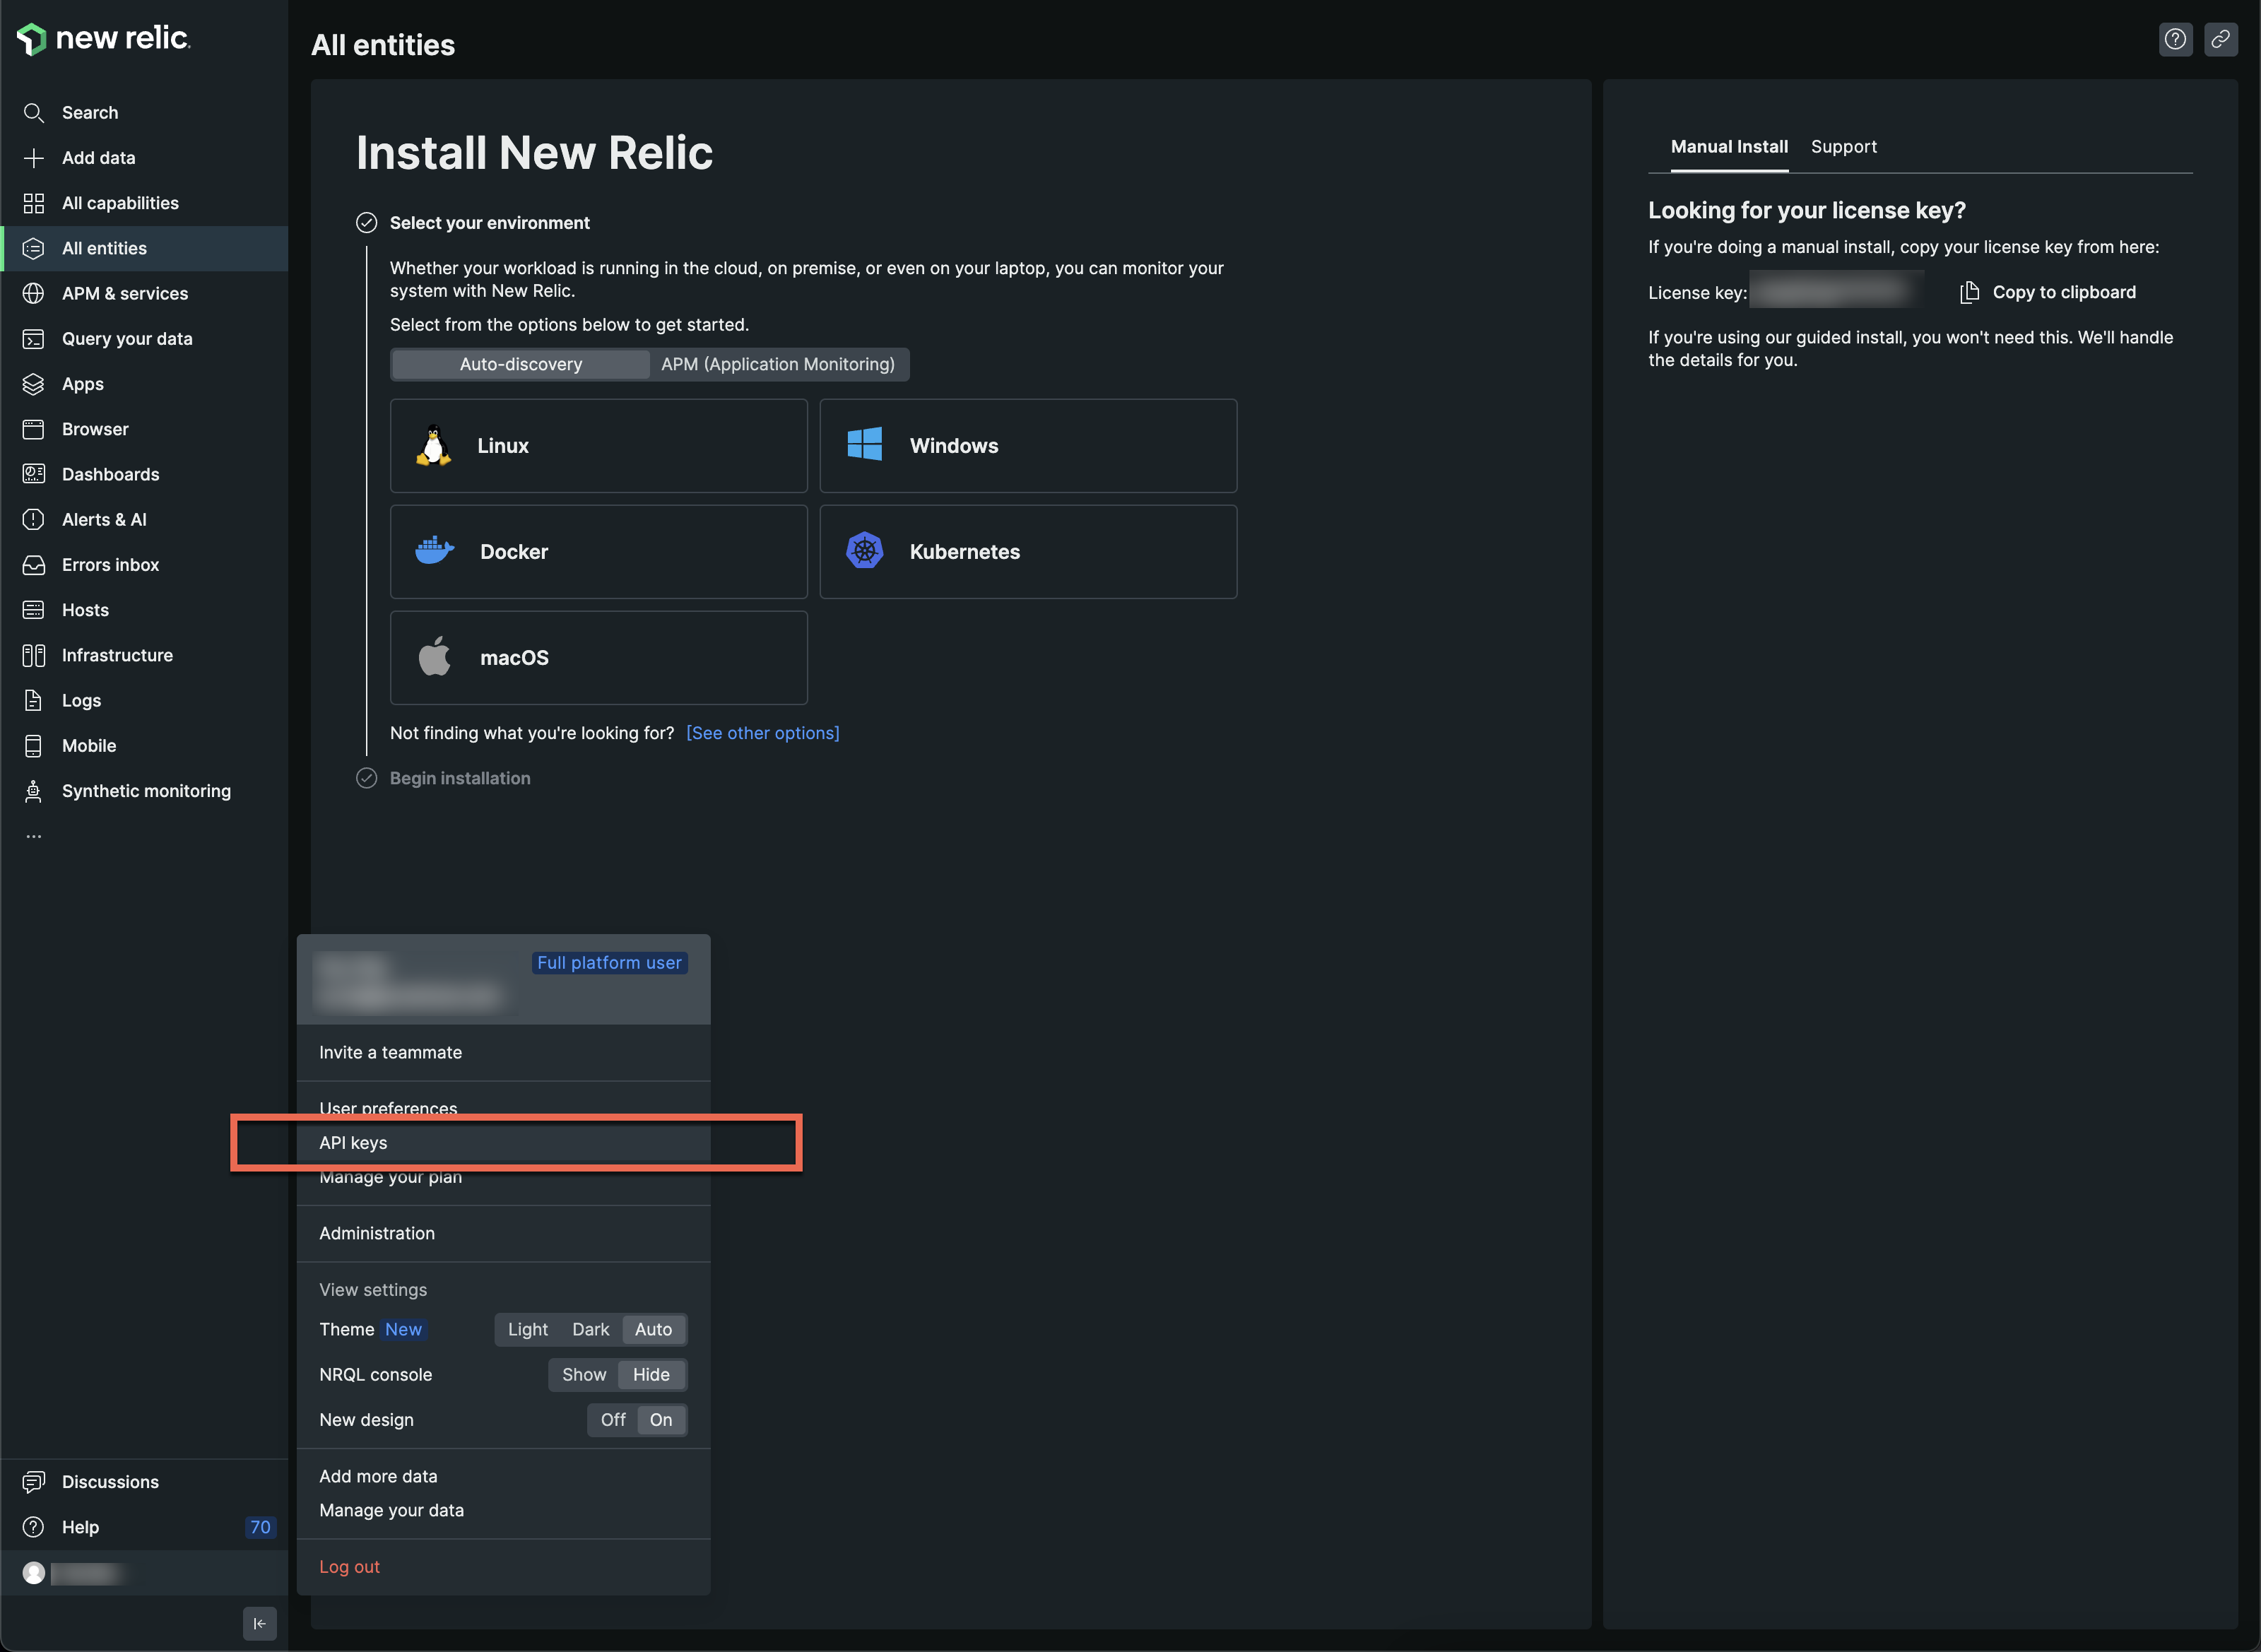 new relic.
Search
Add data
All capabilities
All entities
APM & services
Query your data
Apps
Browser
Dashboards
Alerts & AI
Errors inbox
Hosts
Infrastructure
Logs
Mobile
Synthetic monitoring
...
Discussions
Help 70
All entities
Install New Relic
Select your environment
Whether your workload is running in the cloud, on premise, or even on your laptop, you can monitor your
system with New Relic.
Select from the options below to get started.
Auto-discovery APM (Application Monitoring)
Linux Windows
Docker Kubernetes
macOS
Not finding what you're looking for? [See other options]
Begin installation
Full platform user
Invite a teammate
User preferences
API keys
Manage your plan
Administration
View settings
Theme New Light Dark Auto
NRQL console Show Hide
New design Off On
Add more data
Manage your data
Log out
Manual Install Support
Looking for your license key?
If you're doing a manual install, copy your license key from here:
License key: Copy to clipboard
If you're using our guided install, you won't need this. We'll handle
the details for you.